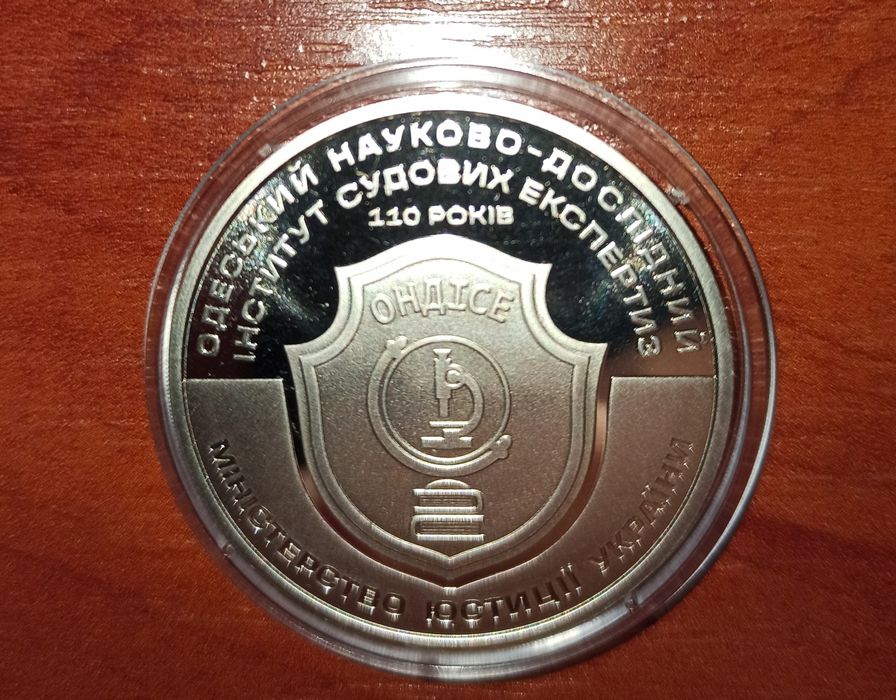 ОДЕСЬКИЙ НАУКОВО-ДОСЛІДНИЙ
ІНСТИТУТ СУДОВИХ ЕКСПЕРТИЗ
110 РОКІВ
ОНДІСЕ
МІНІСТЕРСТВО ЮСТИЦІЇ УКРАЇНИ